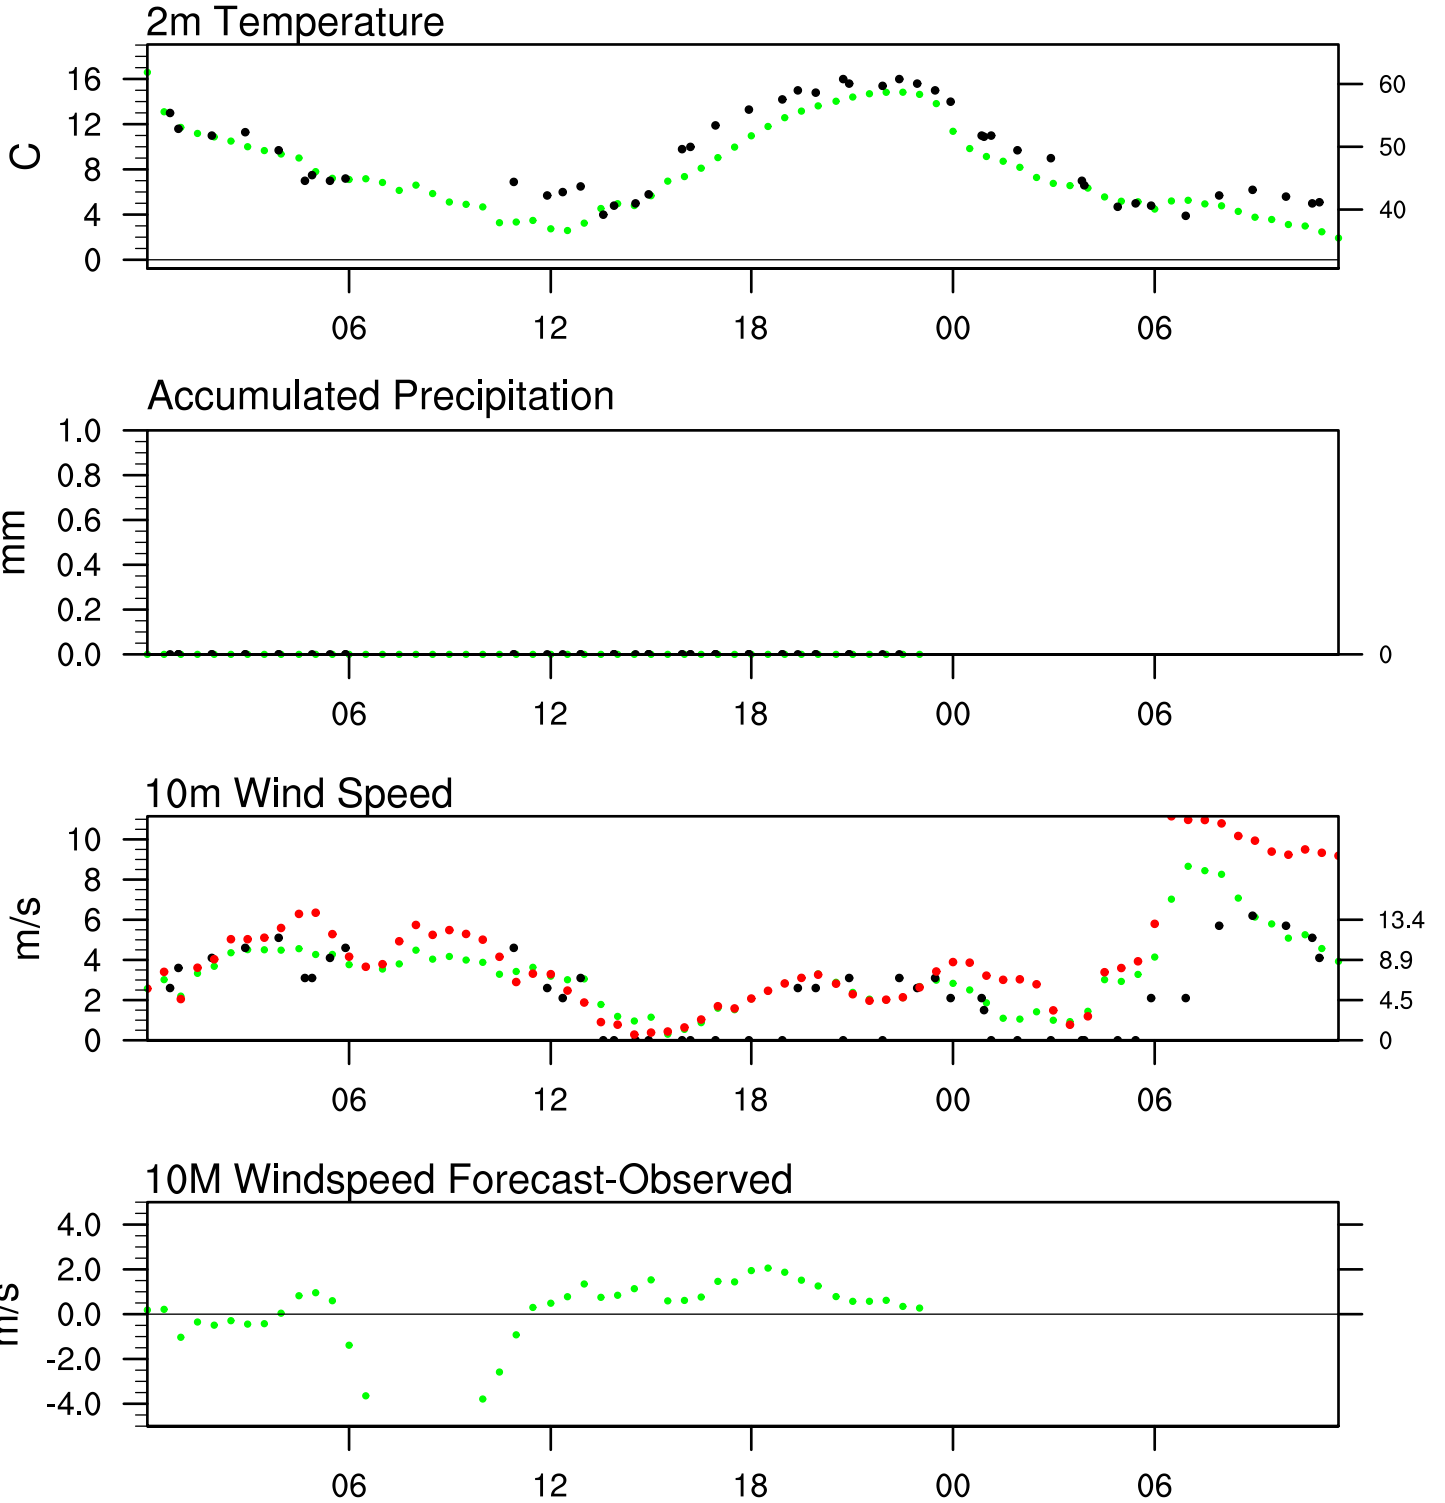 2m Temperature
16
12
8
4
0
C
60
50
40
06 12 18 00 06
Accumulated Precipitation
1.0
0.8
0.6
0.4
0.2
0.0
mm
0
06 12 18 00 06
10m Wind Speed
10
8
6
4
2
0
m/s
13.4
8.9
4.5
0
06 12 18 00 06
10M Windspeed Forecast-Observed
4.0
2.0
0.0
-2.0
-4.0
m/s
06 12 18 00 06